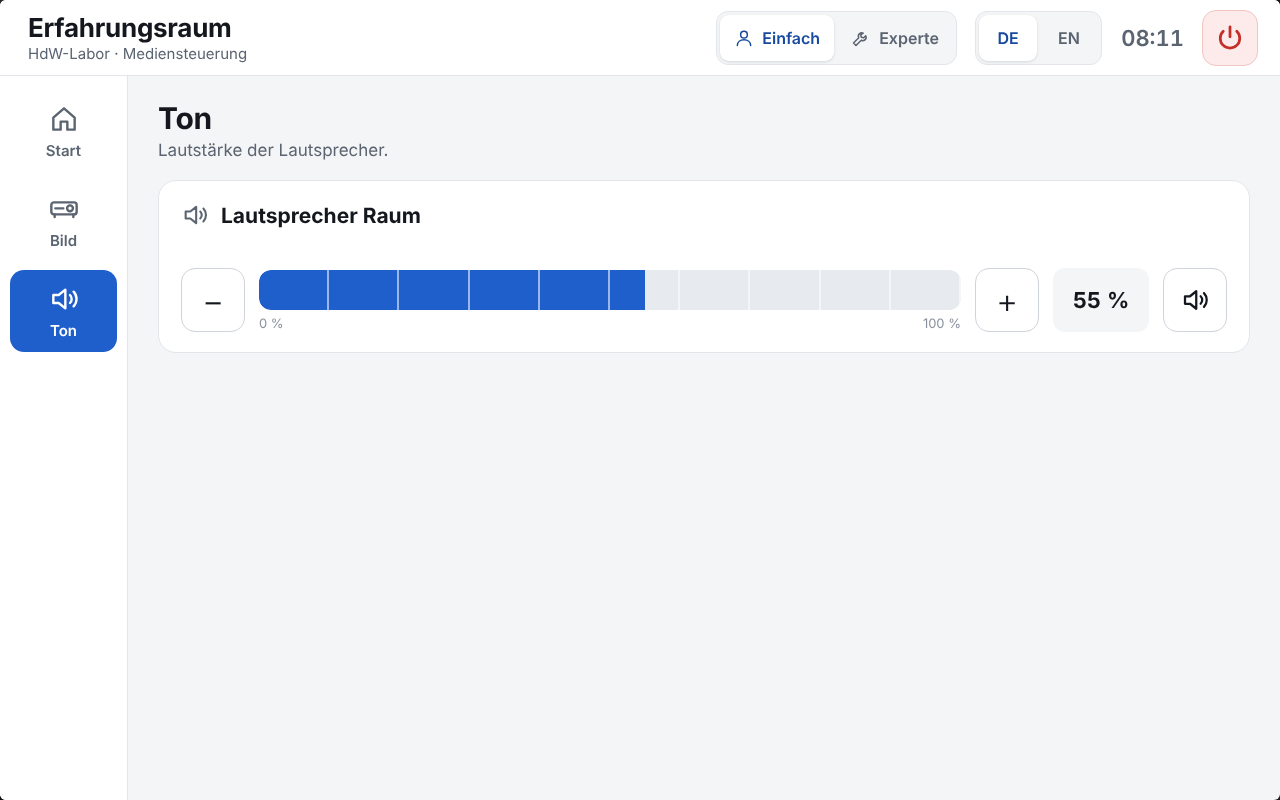 Erfahrungsraum
HdW-Labor · Mediensteuerung
Einfach
Experte
DE
EN
08:11
Start
Bild
Ton
Ton
Lautstärke der Lautsprecher.
Lautsprecher Raum
−
+
55 %
0 %
100 %